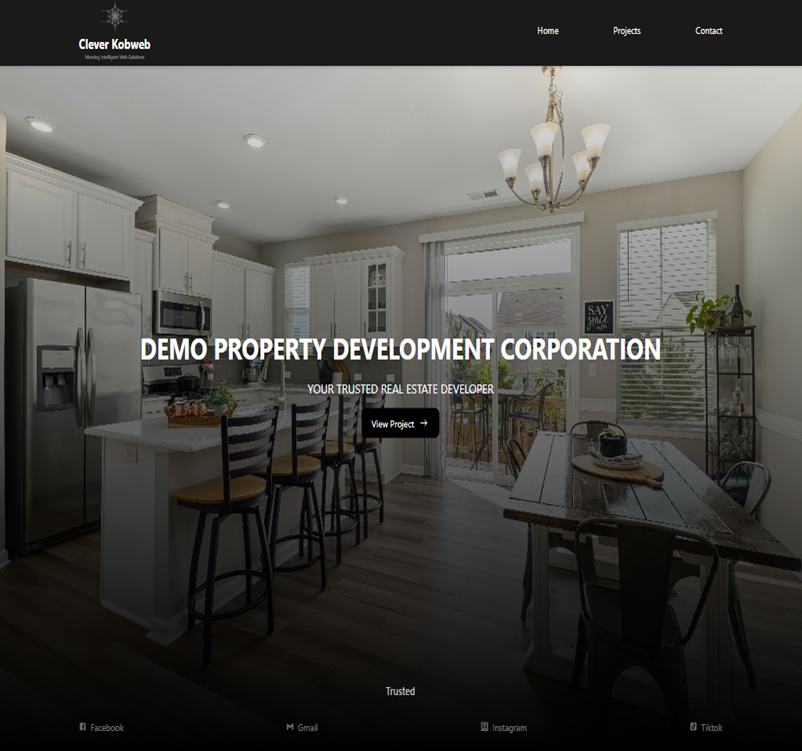 Clever Kobweb
Weaving Intelligent Web Solutions
Home
Projects
Contact
SAY
DEMO PROPERTY DEVELOPMENT CORPORATION
YOUR TRUSTED REAL ESTATE DEVELOPER
View Project →
Trusted
Facebook
Gmail
Instagram
Tiktok